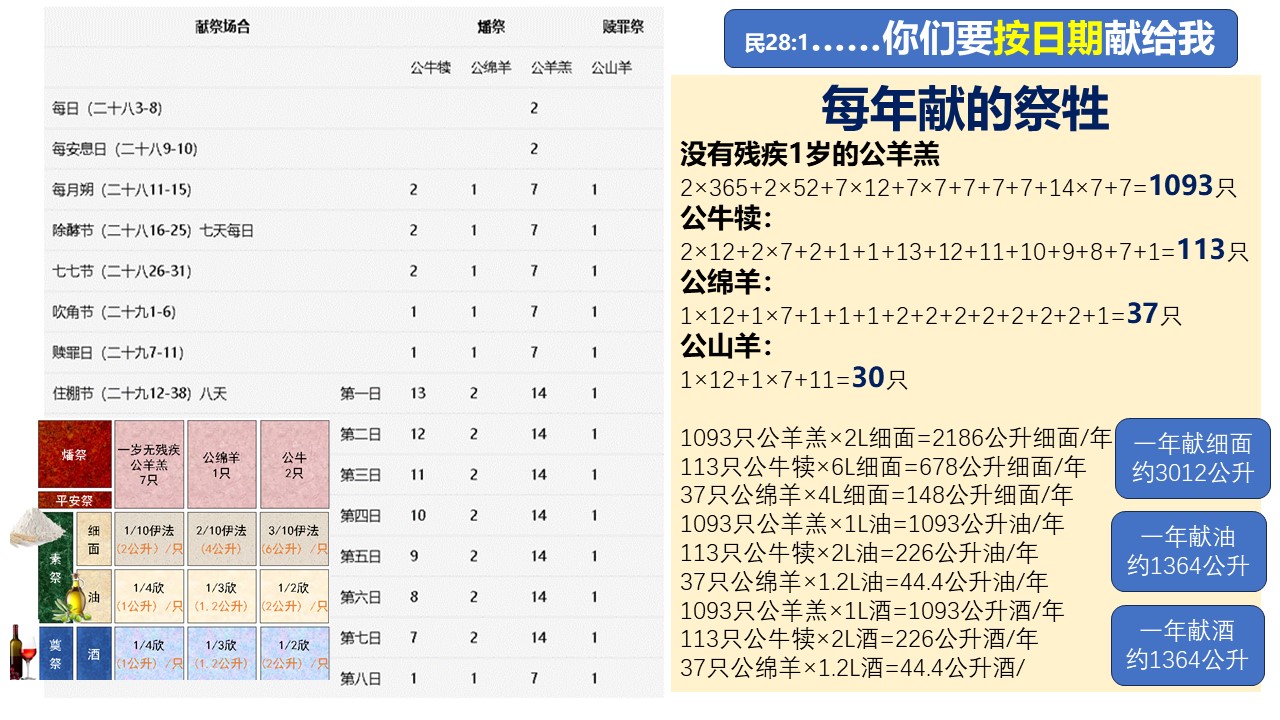 献祭场合 燔祭 赎罪祭
公牛犊 公绵羊 公羊羔 公山羊
每日（二十八3-8） 2
每安息日（二十八9-10） 2
每月朔（二十八11-15） 2 1 7 1
除酵节（二十八16-25）七天每日 2 1 7 1
七七节（二十八26-31） 2 1 7 1
吹角节（二十九1-6） 1 1 7 1
赎罪日（二十九7-11） 1 1 7 1
住棚节（二十九12-38）八天 第一日 13 2 14 1
第二日 12 2 14 1
第三日 11 2 14 1
第四日 10 2 14 1
第五日 9 2 14 1
第六日 8 2 14 1
第七日 7 2 14 1
第八日 1 1 7 1
燔祭
平安祭
一岁无残疾
公羊羔
7只
公绵羊
1只
公牛
2只
素祭
细面
1/10伊法
(2公升）/只
2/10伊法
(4公升）
3/10伊法
(6公升）/只
油
1/4欣
(1公升）/只
1/3欣
(1.2公升）
1/2欣
(2公升）/只
奠祭
酒
1/4欣
(1公升）/只
1/3欣
(1.2公升）
1/2欣
(2公升）/只
民28:1……你们要按日期献给我
每年献的祭牲
没有残疾1岁的公羊羔
2×365+2×52+7×12+7×7+7+7+7+14×7+7=1093只
公牛犊：
2×12+2×7+2+1+1+13+12+11+10+9+8+7+1=113只
公绵羊：
1×12+1×7+1+1+1+2+2+2+2+2+2+2+1=37只
公山羊：
1×12+1×7+11=30只
1093只公羊羔×2L细面=2186公升细面/年
113只公牛犊×6L细面=678公升细面/年
37只公绵羊×4L细面=148公升细面/年
1093只公羊羔×1L油=1093公升油/年
113只公牛犊×2L油=226公升油/年
37只公绵羊×1.2L油=44.4公升油/年
1093只公羊羔×1L酒=1093公升酒/年
113只公牛犊×2L酒=226公升酒/年
37只公绵羊×1.2L酒=44.4公升酒/
一年献细面
约3012公升
一年献油
约1364公升
一年献酒
约1364公升